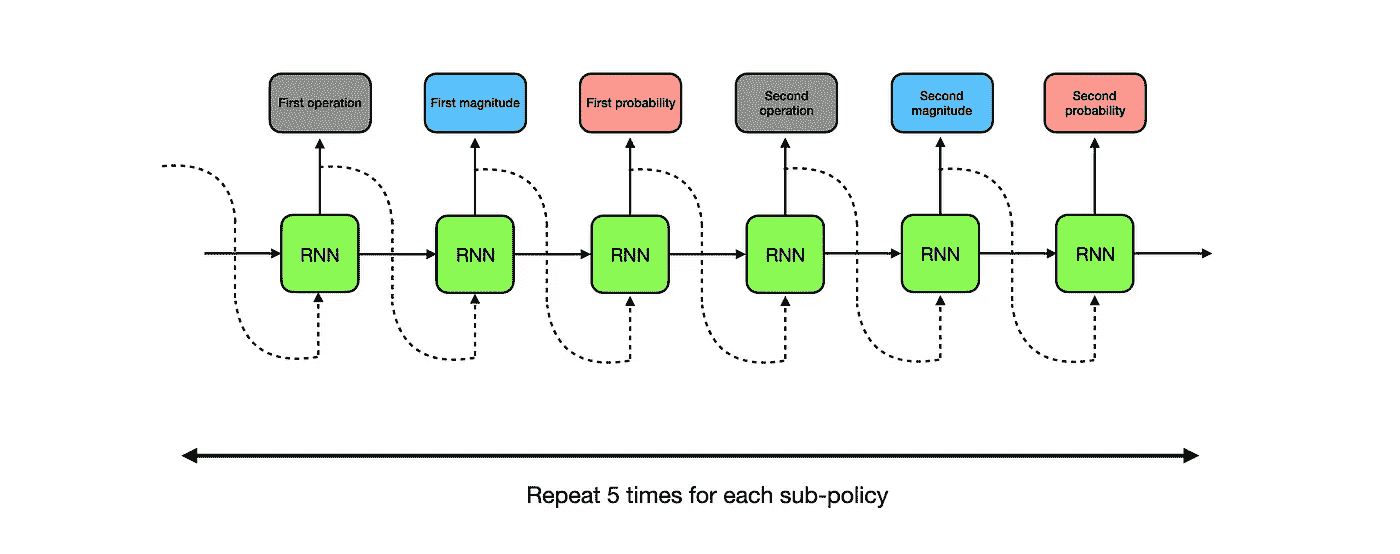 First operation
First magnitude
First probability
Second
operation
Second
magnitude
Second
probability
RNN
RNN
RNN
RNN
RNN
RNN
Repeat 5 times for each sub-policy